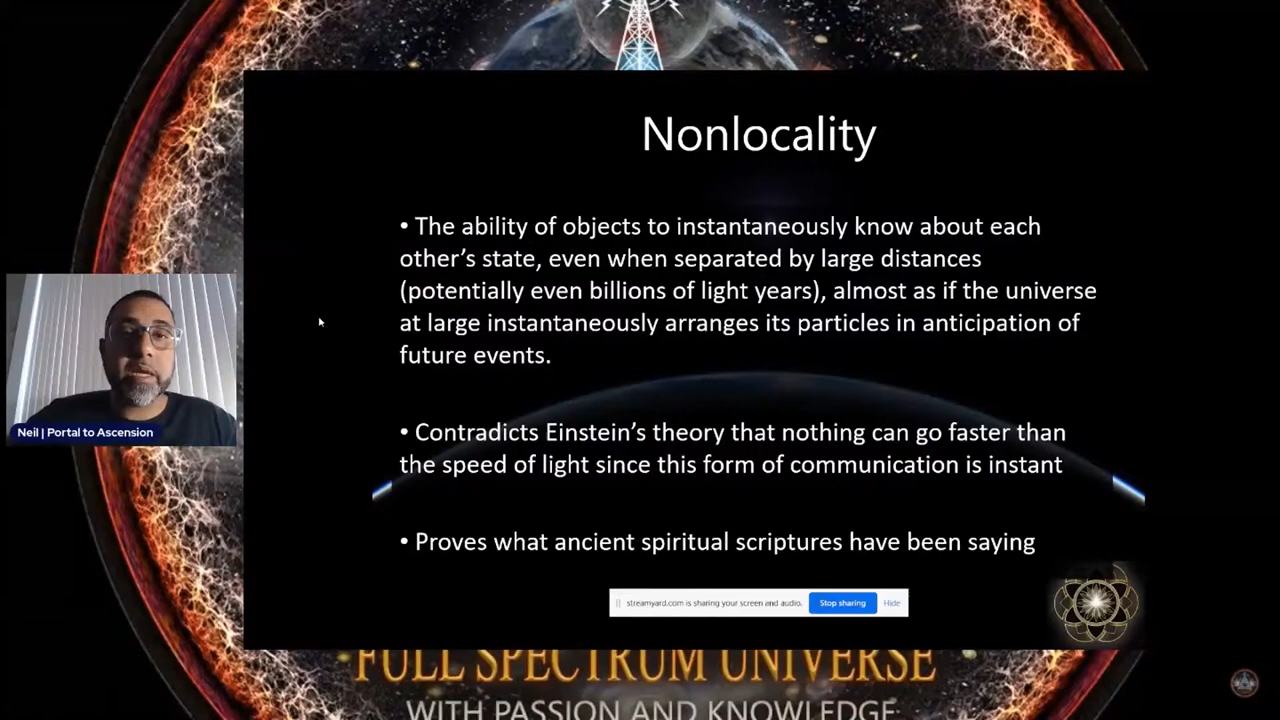 Nonlocality
• The ability of objects to instantaneously know about each
other's state, even when separated by large distances
(potentially even billions of light years), almost as if the universe
at large instantaneously arranges its particles in anticipation of
future events.
• Contradicts Einstein's theory that nothing can go faster than
the speed of light since this form of communication is instant
• Proves what ancient spiritual scriptures have been saying
Neil | Portal to Ascension
streamyard.com is sharing your screen and audio. Stop sharing Hide
FULL SPECTRUM UNIVERSE
WITH PASSION AND KNOWLEDGE